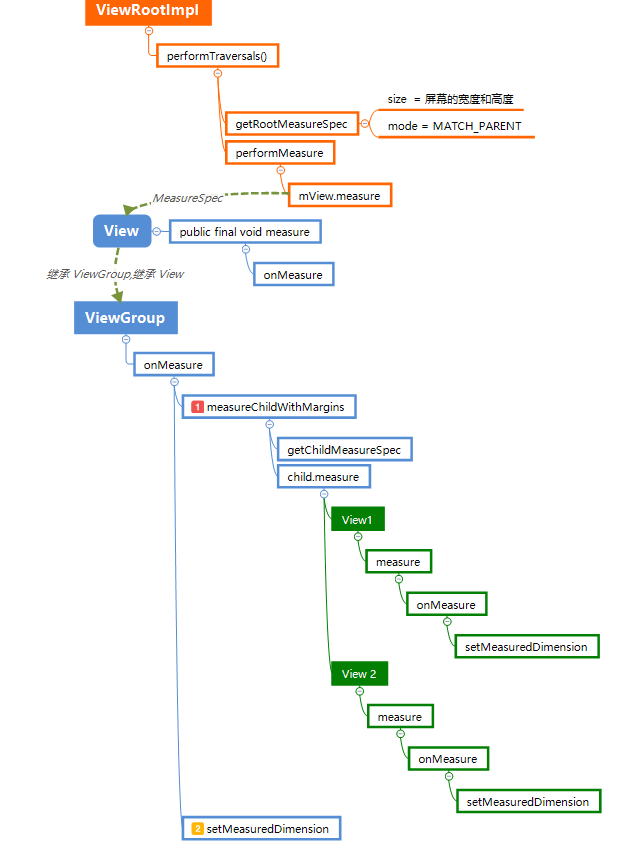 ViewRootImpl
performTraversals()
size = 屏幕的宽度和高度
getRootMeasureSpec
mode = MATCH_PARENT
performMeasure
mView.measure
MeasureSpec
View
public final void measure
onMeasure
继承 ViewGroup,继承 View
ViewGroup
onMeasure
1 measureChildWithMargins
getChildMeasureSpec
child.measure
View1
measure
onMeasure
setMeasuredDimension
View 2
measure
onMeasure
setMeasuredDimension
2 setMeasuredDimension